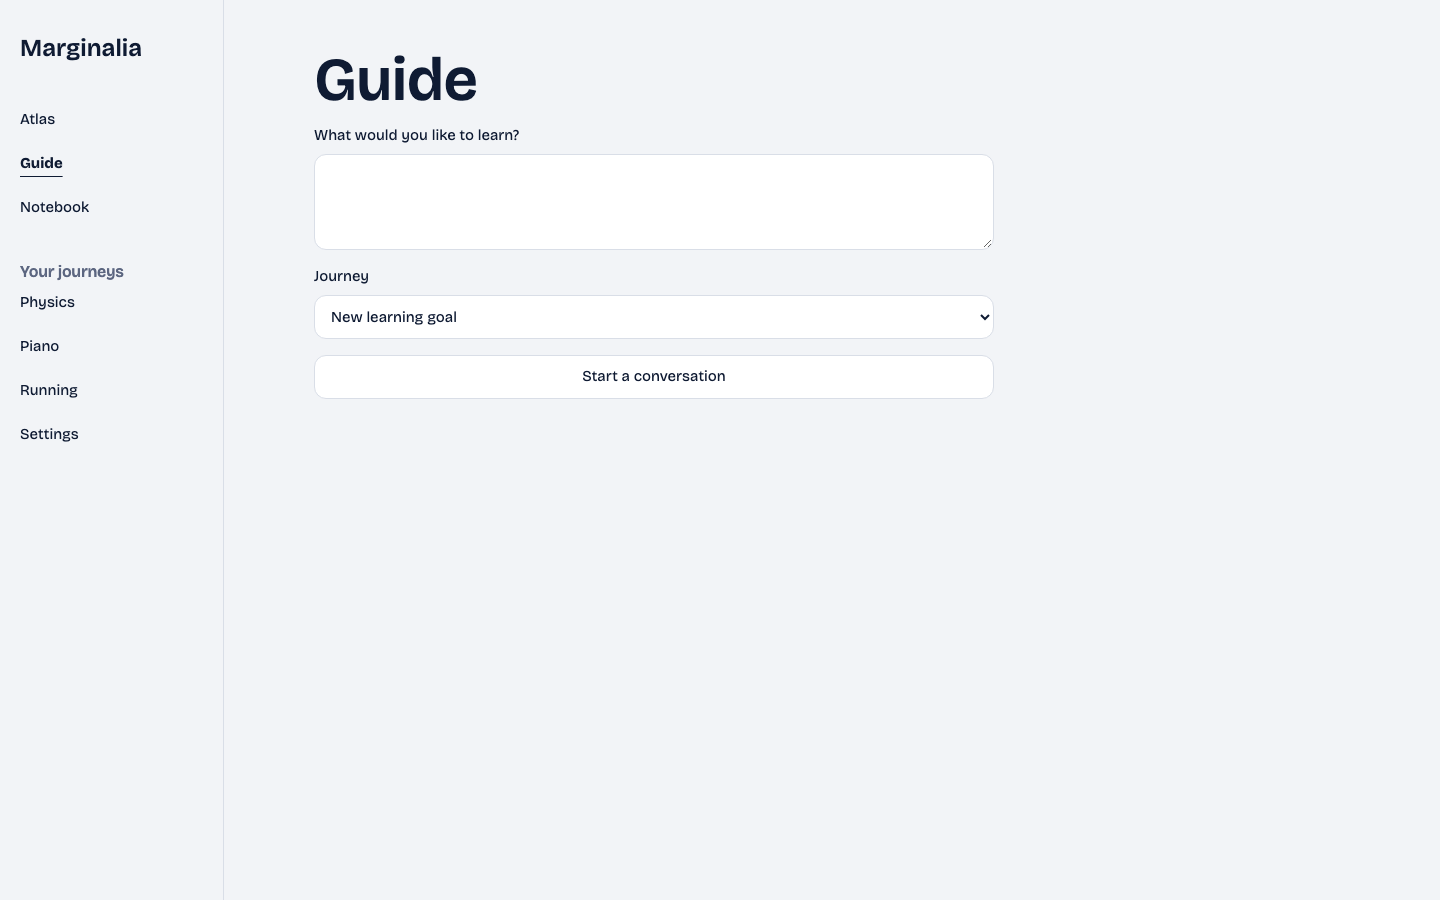 Marginalia
Atlas
Guide
Notebook
Your journeys
Physics
Piano
Running
Settings
Guide
What would you like to learn?
Journey
New learning goal
Start a conversation